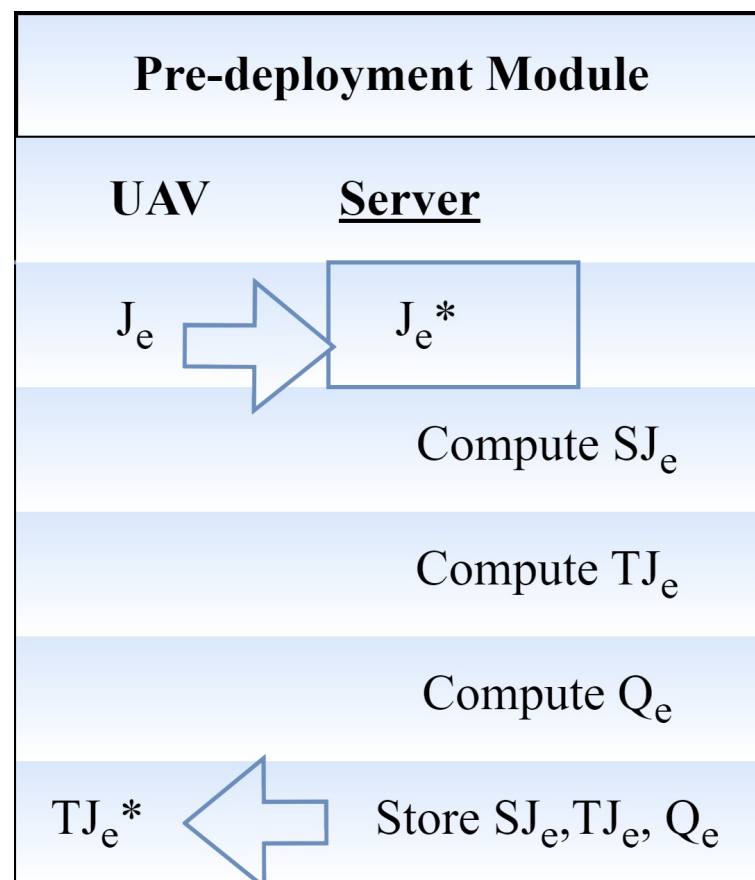 Pre-deployment Module
UAV Server
Jₑ Jₑ*
Compute SJₑ
Compute TJₑ
Compute Qₑ
TJₑ* Store SJₑ,TJₑ, Qₑ